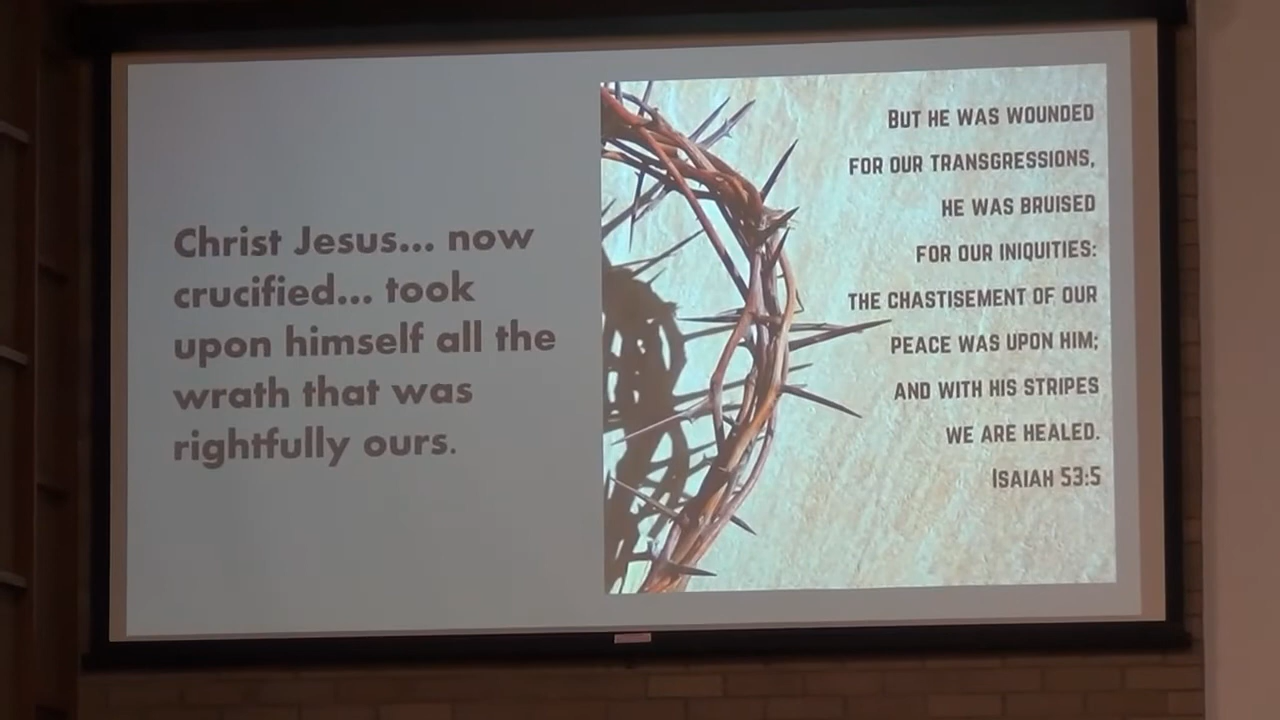 Christ Jesus... now
crucified... took
upon himself all the
wrath that was
rightfully ours.
BUT HE WAS WOUNDED
FOR OUR TRANSGRESSIONS,
HE WAS BRUISED
FOR OUR INIQUITIES:
THE CHASTISEMENT OF OUR
PEACE WAS UPON HIM;
AND WITH HIS STRIPES
WE ARE HEALED.
ISAIAH 53:5